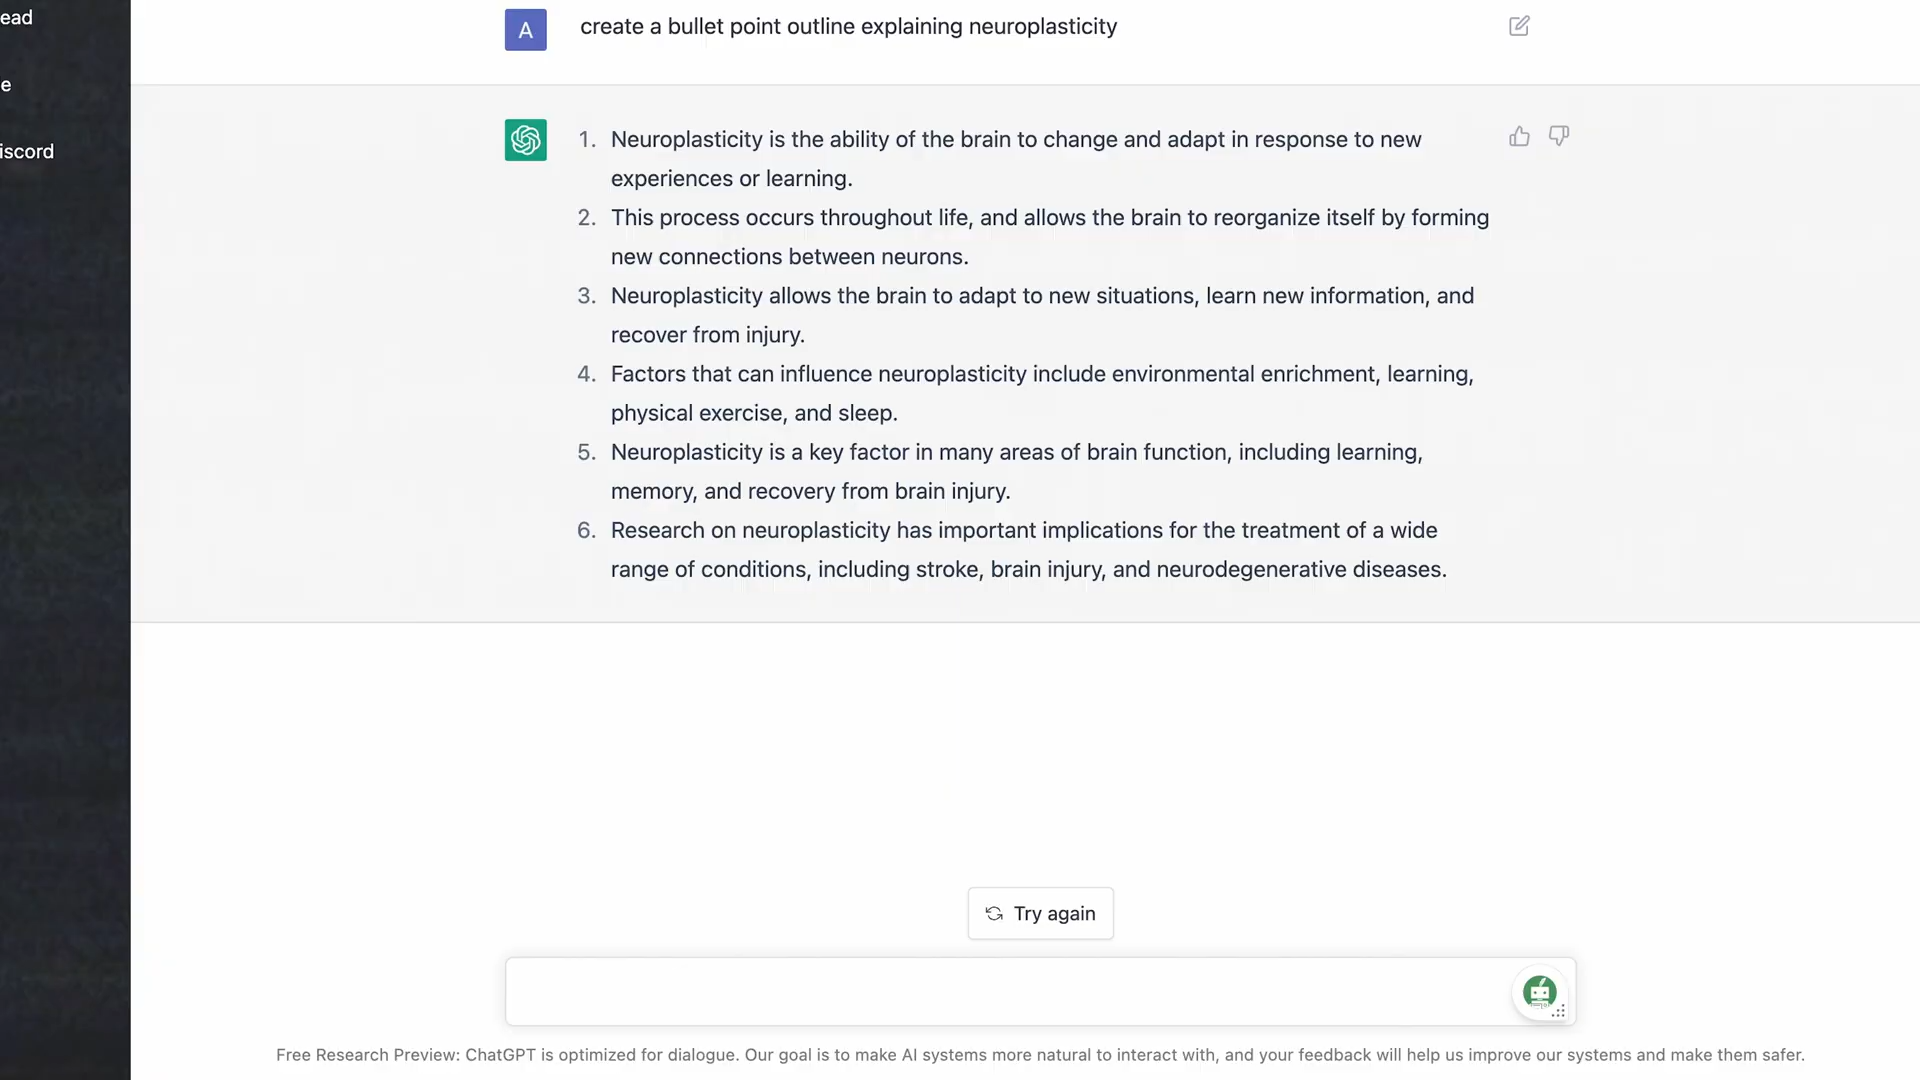 ead
e
iscord
A
create a bullet point outline explaining neuroplasticity
1. Neuroplasticity is the ability of the brain to change and adapt in response to new
experiences or learning.
2. This process occurs throughout life, and allows the brain to reorganize itself by forming
new connections between neurons.
3. Neuroplasticity allows the brain to adapt to new situations, learn new information, and
recover from injury.
4. Factors that can influence neuroplasticity include environmental enrichment, learning,
physical exercise, and sleep.
5. Neuroplasticity is a key factor in many areas of brain function, including learning,
memory, and recovery from brain injury.
6. Research on neuroplasticity has important implications for the treatment of a wide
range of conditions, including stroke, brain injury, and neurodegenerative diseases.
Try again
Free Research Preview: ChatGPT is optimized for dialogue. Our goal is to make AI systems more natural to interact with, and your feedback will help us improve our systems and make them safer.